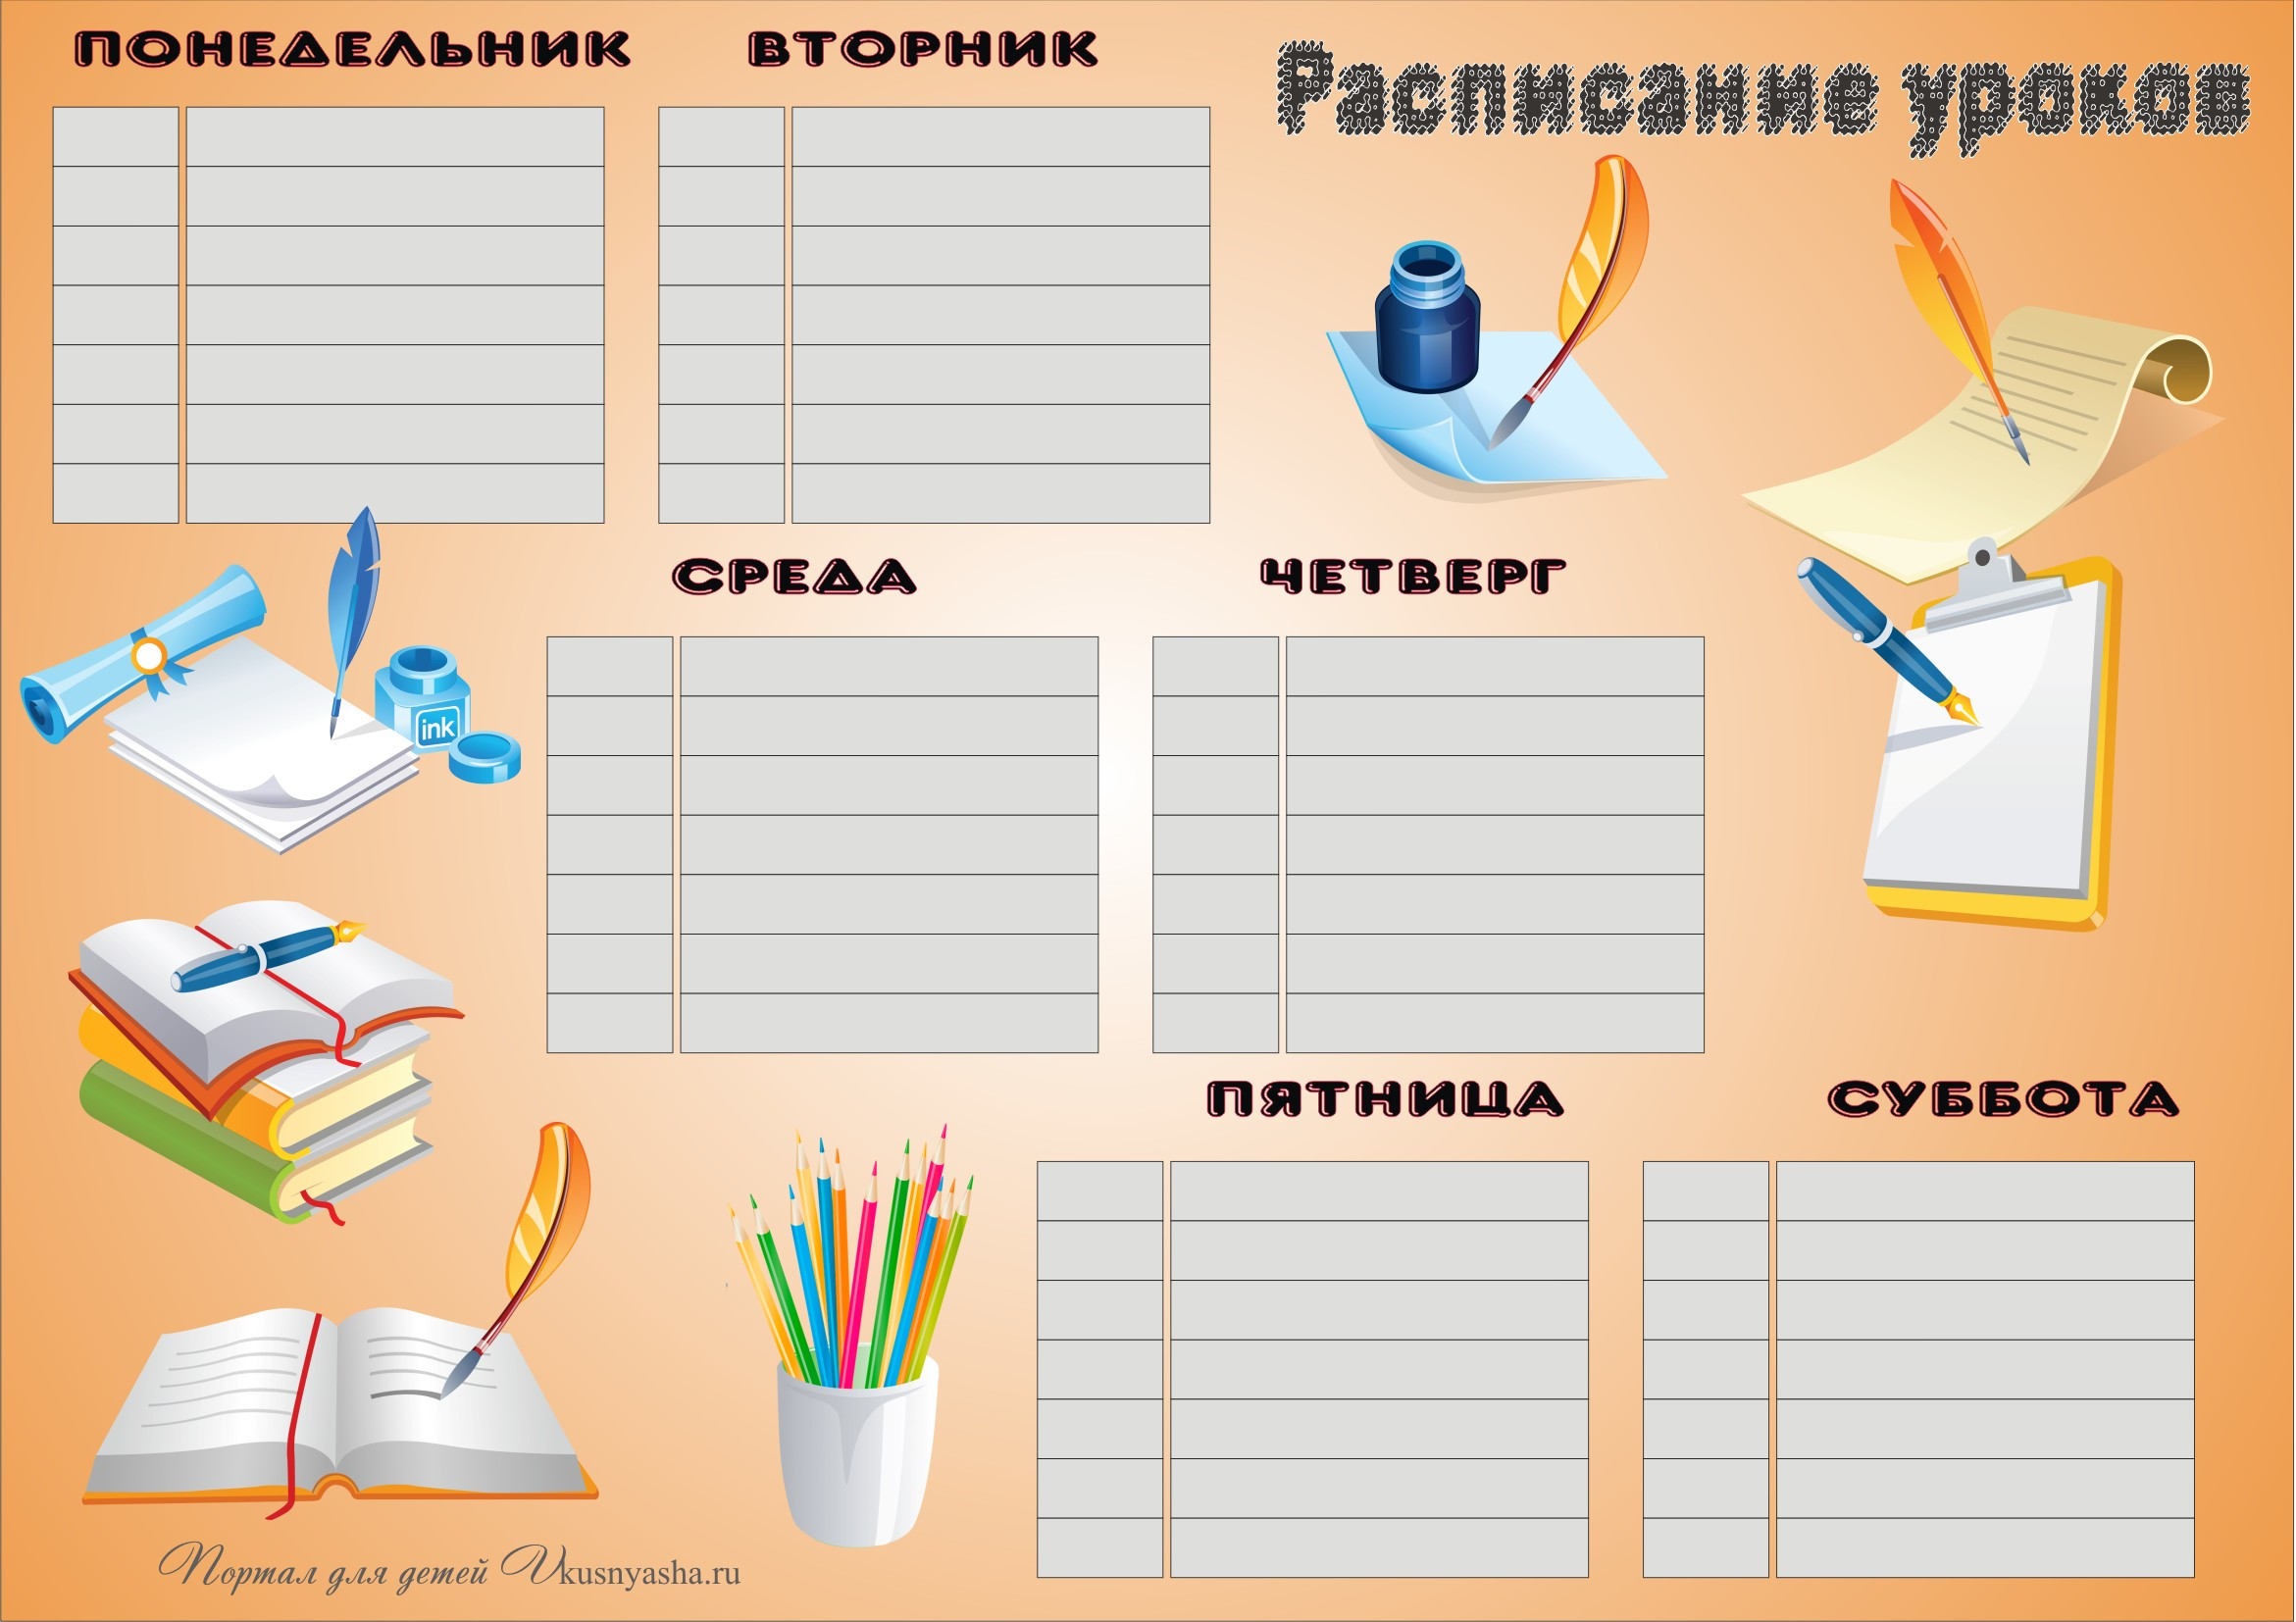 ПОНЕДЕЛЬНИК
ВТОРНИК
Расписание уроков
СРЕДА
ЧЕТВЕРГ
ink
ПЯТНИЦА
СУББОТА
Портал для детей Vkusnyasha.ru